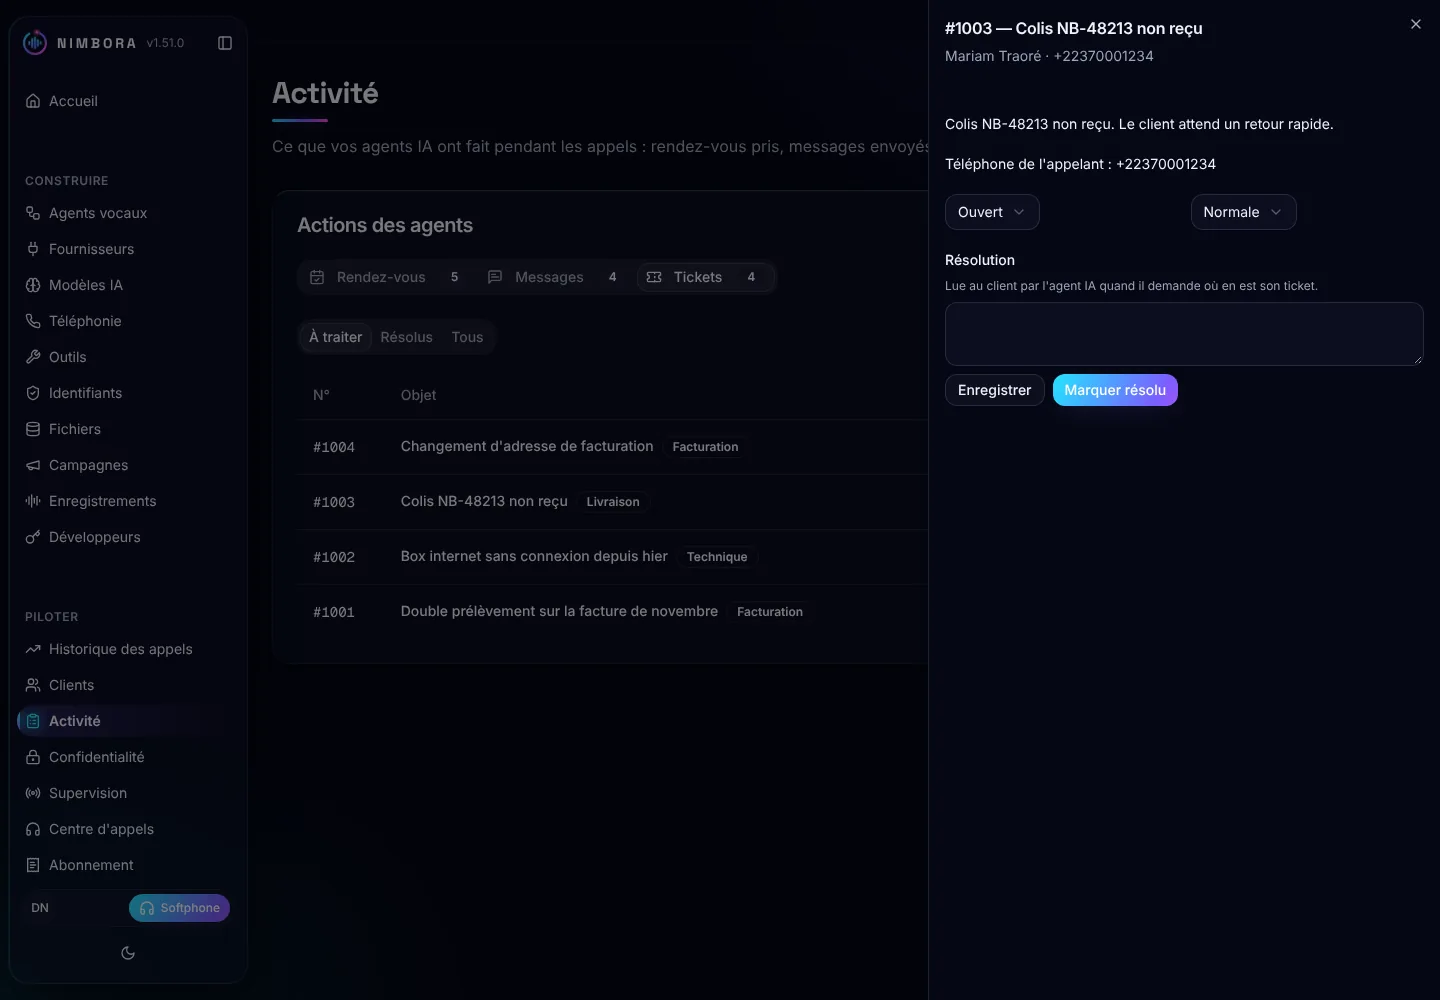 NIMBORA v1.51.0
Accueil
CONSTRUIRE
Agents vocaux
Fournisseurs
Modèles IA
Téléphonie
Outils
Identifiants
Fichiers
Campagnes
Enregistrements
Développeurs
PILOTER
Historique des appels
Clients
Activité
Confidentialité
Supervision
Centre d'appels
Abonnement
DN Softphone
Activité
Ce que vos agents IA ont fait pendant les appels : rendez-vous pris, messages envoyés
Actions des agents
Rendez-vous 5 Messages 4 Tickets 4
À traiter Résolus Tous
N° Objet
#1004 Changement d'adresse de facturation Facturation
#1003 Colis NB-48213 non reçu Livraison
#1002 Box internet sans connexion depuis hier Technique
#1001 Double prélèvement sur la facture de novembre Facturation
#1003 — Colis NB-48213 non reçu
Mariam Traoré · +22370001234
Colis NB-48213 non reçu. Le client attend un retour rapide.
Téléphone de l'appelant : +22370001234
Ouvert Normale
Résolution
Lue au client par l'agent IA quand il demande où en est son ticket.
Enregistrer Marquer résolu